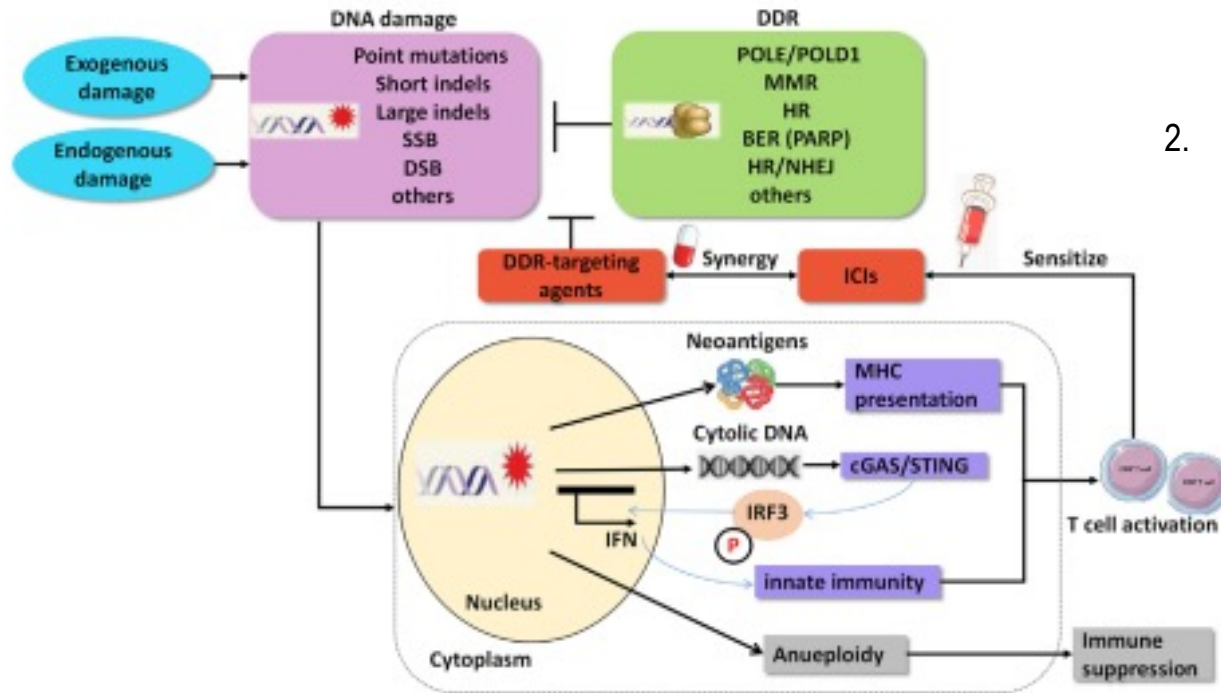 DNA damage
DDR
Exogenous
damage
Endogenous
damage
Point mutations
Short indels
Large indels
SSB
DSB
others
POLE/POLD1
MMR
HR
BER (PARP)
HR/NHEJ
others
2.
DDR-targeting
agents
Synergy
ICIs
Sensitize
Neoantigens
MHC
presentation
Cytolic DNA
cGAS/STING
IRF3
P
IFN
innate immunity
T cell activation
Nucleus
Cytoplasm
Anueploidy
Immune
suppression